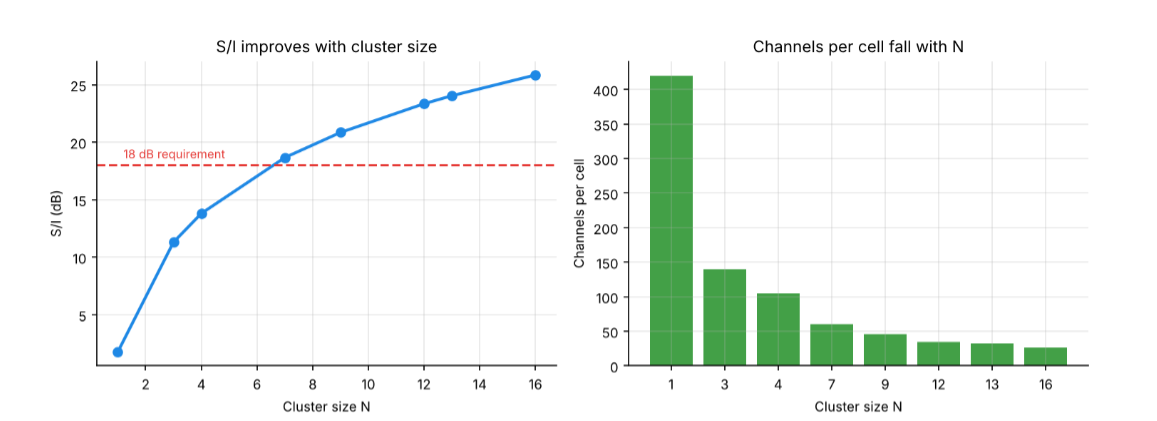 S/I improves with cluster size
S/I (dB)
25
20
15
10
5
18 dB requirement
2 4 6 8 10 12 14 16
Cluster size N
Channels per cell fall with N
Channels per cell
400
350
300
250
200
150
100
50
0
1 3 4 7 9 12 13 16
Cluster size N